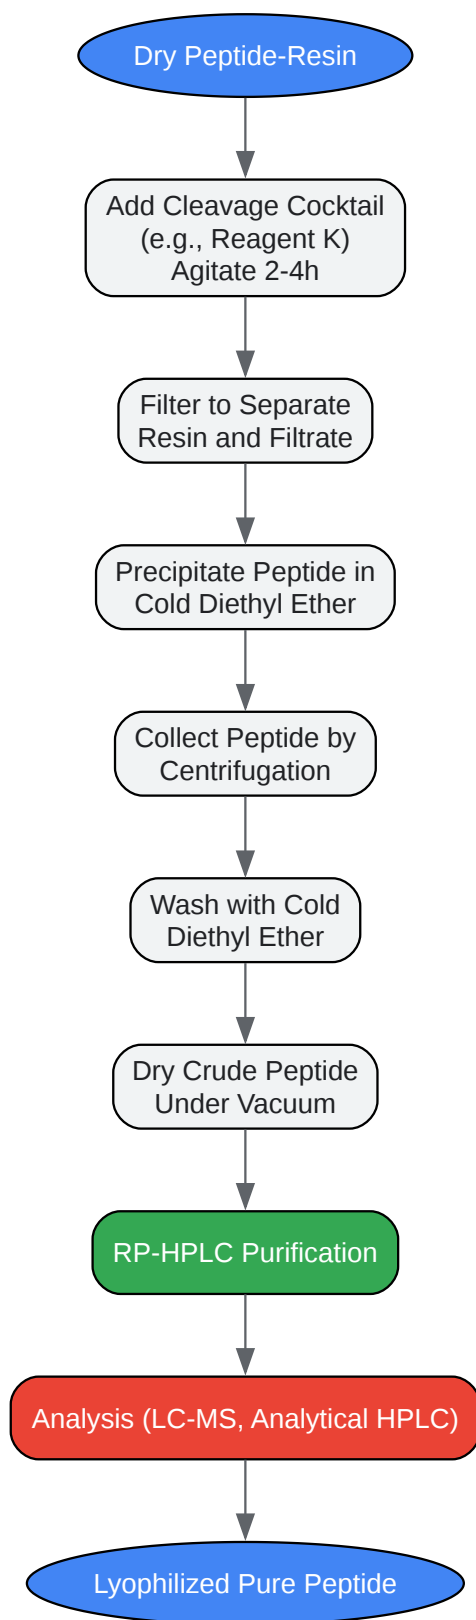 Dry Peptide-Resin
Add Cleavage Cocktail
(e.g., Reagent K)
Agitate 2-4h
Filter to Separate
Resin and Filtrate
Precipitate Peptide in
Cold Diethyl Ether
Collect Peptide by
Centrifugation
Wash with Cold
Diethyl Ether
Dry Crude Peptide
Under Vacuum
RP-HPLC Purification
Analysis (LC-MS, Analytical HPLC)
Lyophilized Pure Peptide